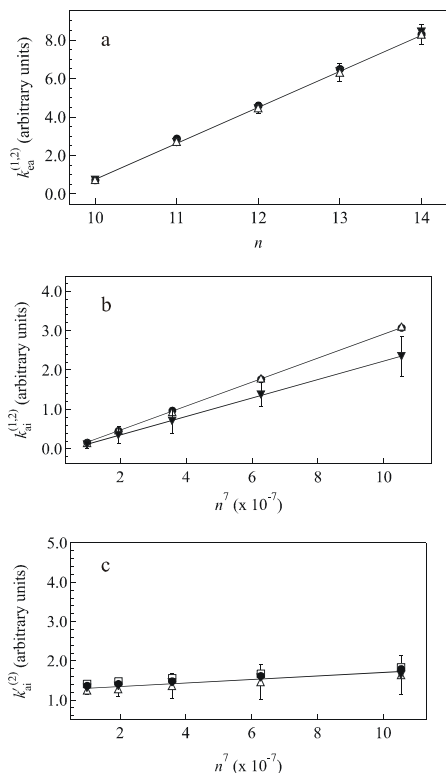 a
k_ea^(1,2) (arbitrary units)
8.0
6.0
4.0
2.0
0.0
10 11 12 13 14
n
b
k_ai^(1,2) (arbitrary units)
4.0
3.0
2.0
1.0
0.0
2 4 6 8 10
n^7 (x 10^-7)
c
k'_ai^(2) (arbitrary units)
5.0
4.0
3.0
2.0
1.0
2 4 6 8 10
n^7 (x 10^-7)